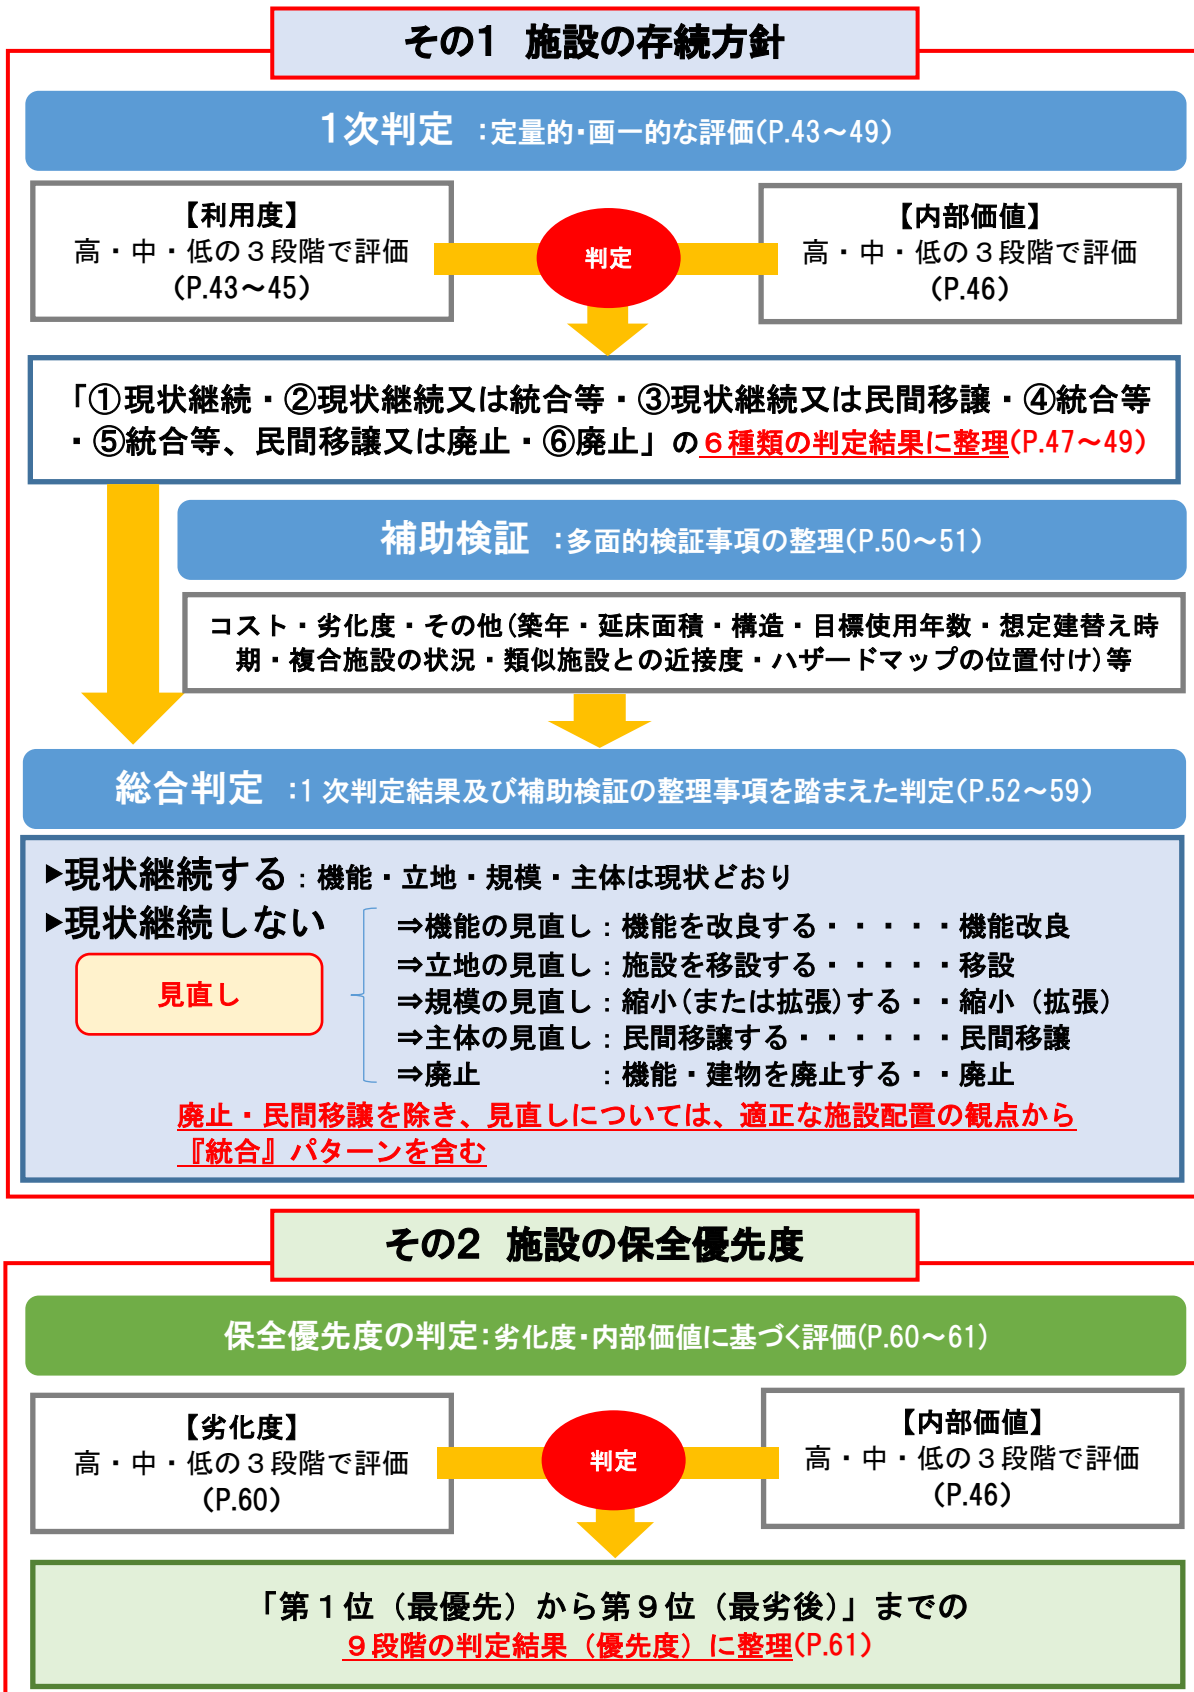 その1 施設の存続方針
1次判定 :定量的・画一的な評価(P.43～49)
【利用度】
高・中・低の３段階で評価
(P.43～45)
判定
【内部価値】
高・中・低の３段階で評価
(P.46)
「①現状継続・②現状継続又は統合等・③現状継続又は民間移譲・④統合等
・⑤統合等、民間移譲又は廃止・⑥廃止」の６種類の判定結果に整理(P.47～49)
補助検証 :多面的検証事項の整理(P.50～51)
コスト・劣化度・その他(築年・延床面積・構造・目標使用年数・想定建替え時
期・複合施設の状況・類似施設との近接度・ハザードマップの位置付け)等
総合判定 :1次判定結果及び補助検証の整理事項を踏まえた判定(P.52～59)
▶現状継続する：機能・立地・規模・主体は現状どおり
▶現状継続しない
見直し
⇒機能の見直し：機能を改良する・・・・・機能改良
⇒立地の見直し：施設を移設する・・・・・移設
⇒規模の見直し：縮小(または拡張)する・・縮小（拡張）
⇒主体の見直し：民間移譲する・・・・・・民間移譲
⇒廃止　　　　：機能・建物を廃止する・・廃止
廃止・民間移譲を除き、見直しについては、適正な施設配置の観点から
『統合』パターンを含む
その2 施設の保全優先度
保全優先度の判定:劣化度・内部価値に基づく評価(P.60～61)
【劣化度】
高・中・低の３段階で評価
(P.60)
判定
【内部価値】
高・中・低の３段階で評価
(P.46)
「第１位（最優先）から第９位（最劣後）」までの
９段階の判定結果（優先度）に整理(P.61)